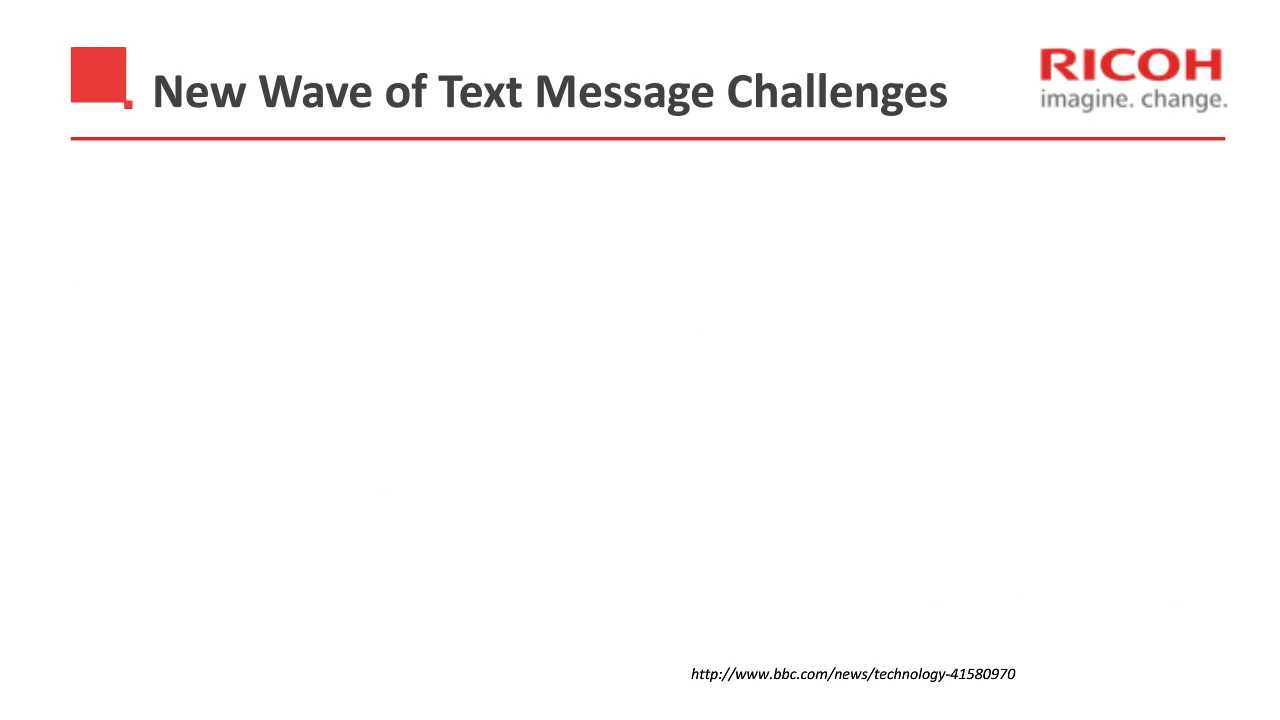 New Wave of Text Message Challenges
RICOH
imagine. change.
http://www.bbc.com/news/technology-41580970